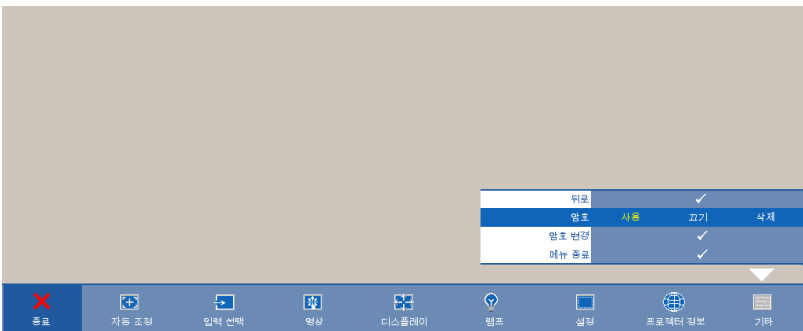 뒤로
암호 사용 끄기 삭제
암호 변경
메뉴 종료
종료 자동 조정 입력 선택 영상 디스플레이 램프 설정 프로젝터 정보 기타